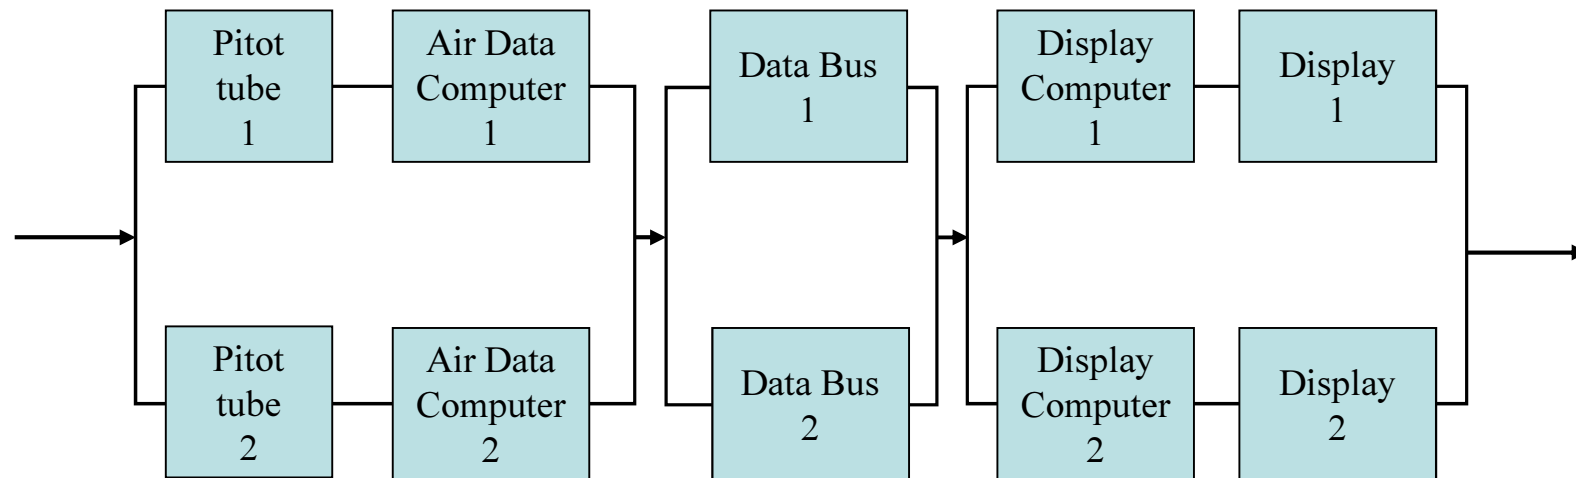 Pitot
tube
1
Air Data
Computer
1
Data Bus
1
Display
Computer
1
Display
1
Pitot
tube
2
Air Data
Computer
2
Data Bus
2
Display
Computer
2
Display
2